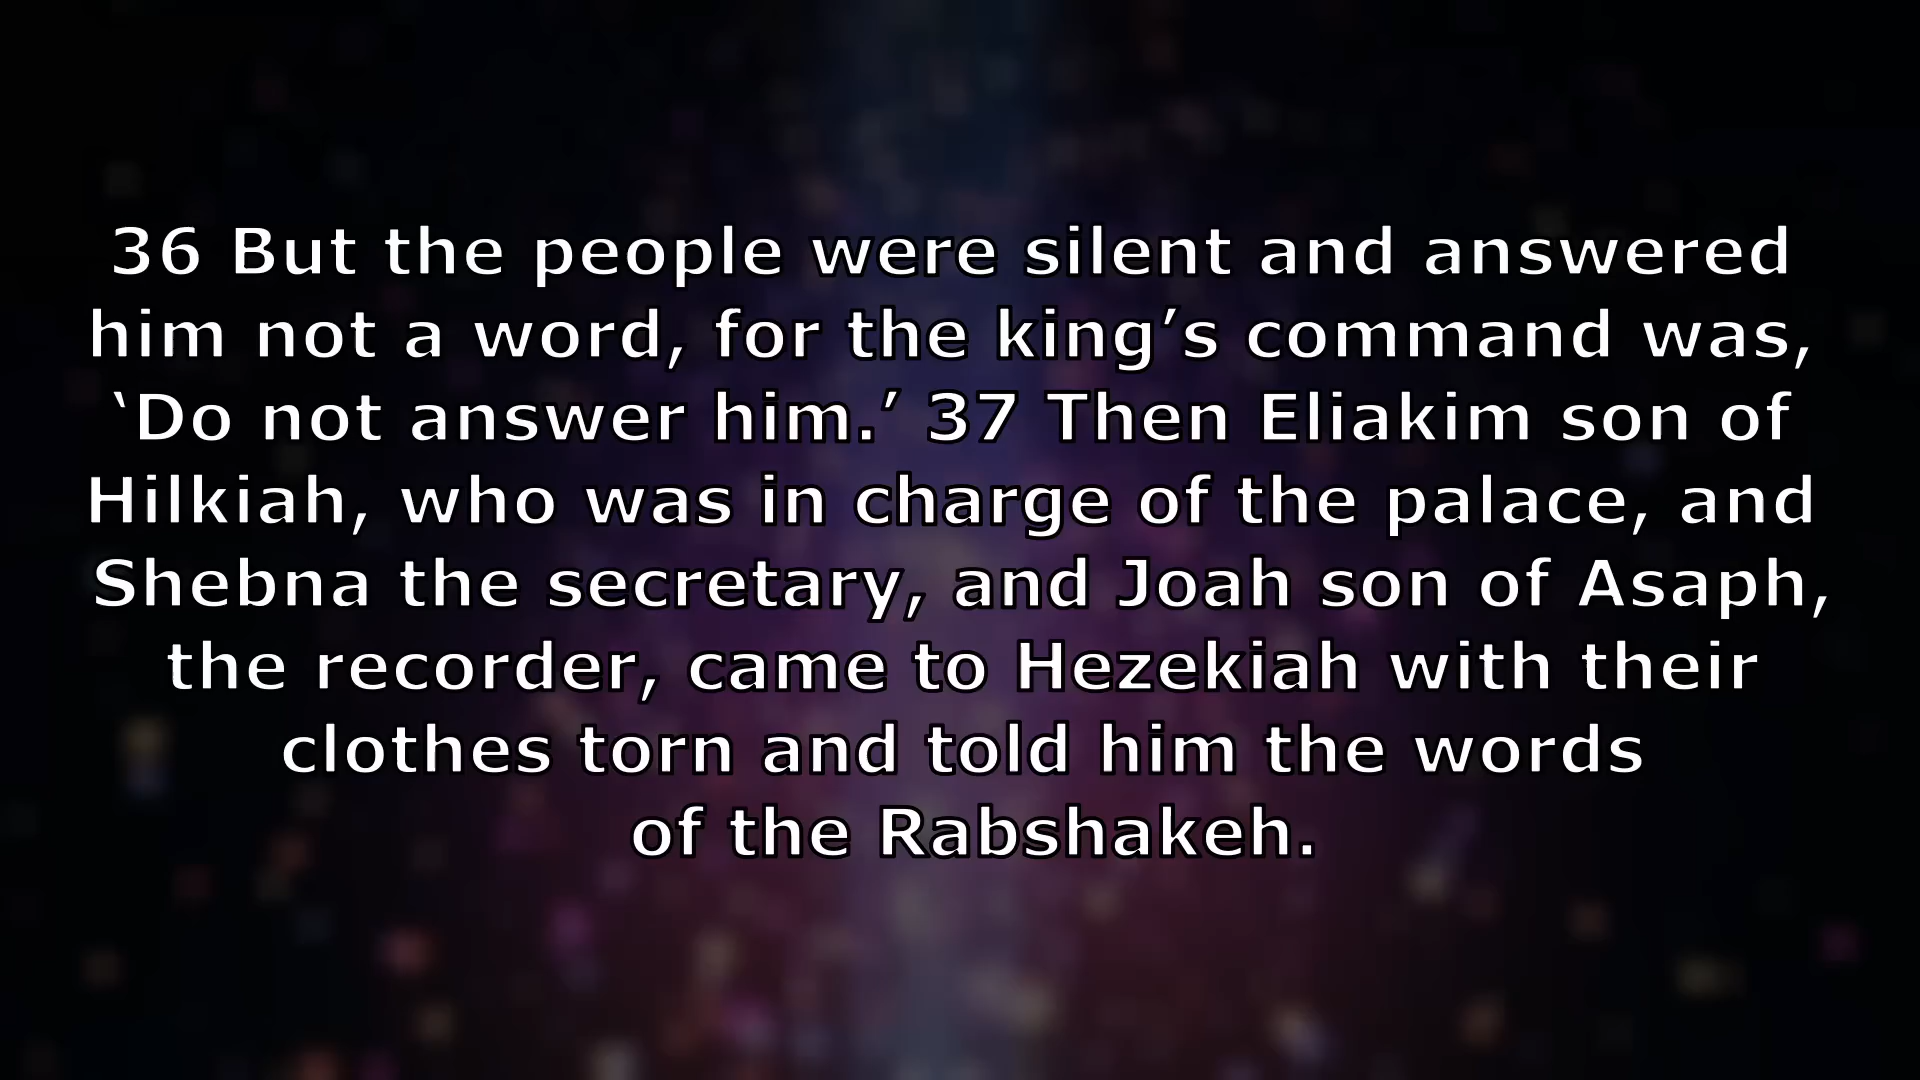 36 But the people were silent and answered
him not a word, for the king’s command was,
‘Do not answer him.’ 37 Then Eliakim son of
Hilkiah, who was in charge of the palace, and
Shebna the secretary, and Joah son of Asaph,
the recorder, came to Hezekiah with their
clothes torn and told him the words
of the Rabshakeh.